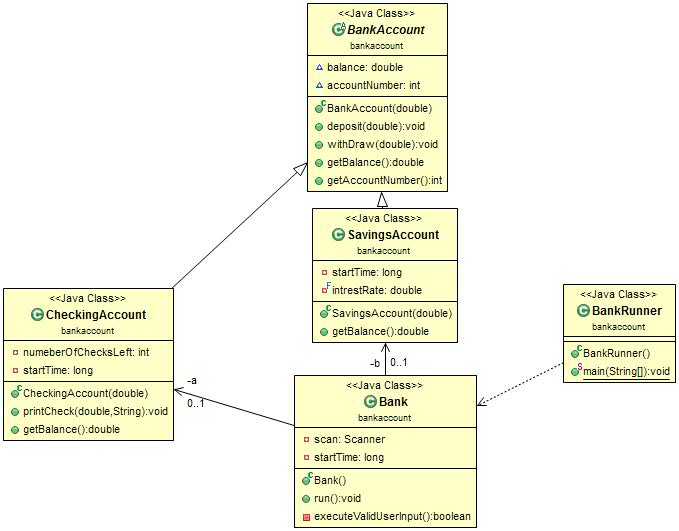 <<Java Class>>
BankAccount
bankaccount
balance: double
accountNumber: int
BankAccount(double)
deposit(double):void
withDraw(double):void
getBalance():double
getAccountNumber():int
<<Java Class>>
SavingsAccount
bankaccount
startTime: long
intrestRate: double
SavingsAccount(double)
getBalance():double
<<Java Class>>
CheckingAccount
bankaccount
numeberOfChecksLeft: int
startTime: long
CheckingAccount(double)
printCheck(double,String):void
getBalance():double
<<Java Class>>
BankRunner
bankaccount
BankRunner()
main(String[]):void
-a
0..1
-b
0..1
<<Java Class>>
Bank
bankaccount
scan: Scanner
startTime: long
Bank()
run():void
executeValidUserInput():boolean